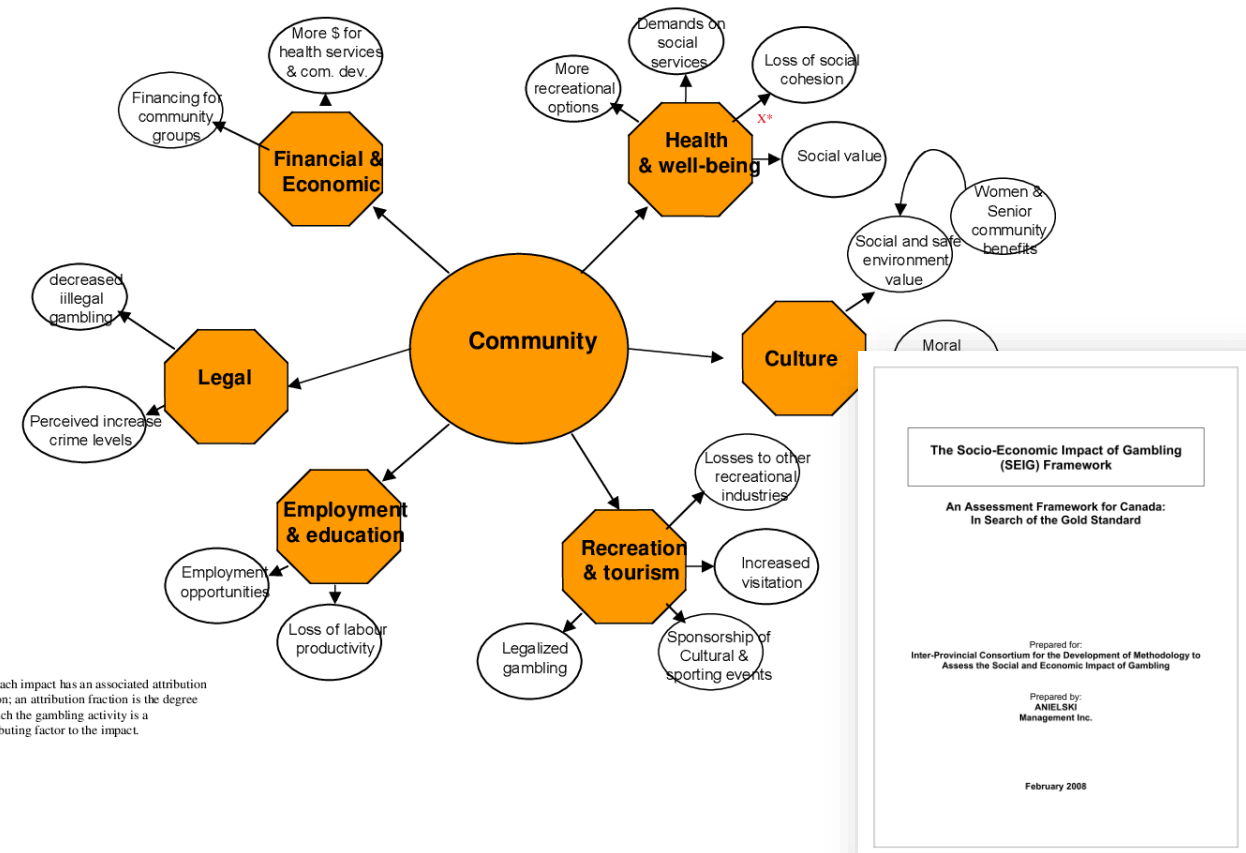 More $ for
health services
& com. dev.
Financing for
community
groups
Financial &
Economic
Demands on
social
services
More
recreational
options
Loss of social
cohesion
X*
Health
& well-being
Social value
Women &
Senior
community
benefits
Social and safe
environment
value
decreased
iillegal
gambling
Legal
Perceived increase
crime levels
Community
Culture
Moral
Employment
& education
Employment
opportunities
Loss of labour
productivity
Losses to other
recreational
industries
Recreation
& tourism
Increased
visitation
Legalized
gambling
Sponsorship of
Cultural &
sporting events
ach impact has an associated attribution
on; an attribution fraction is the degree
ch the gambling activity is a
buting factor to the impact.
The Socio-Economic Impact of Gambling
(SEIG) Framework
An Assessment Framework for Canada:
In Search of the Gold Standard
Prepared for:
Inter-Provincial Consortium for the Development of Methodology to
Assess the Social and Economic Impact of Gambling
Prepared by:
ANIELSKI
Management Inc.
February 2008